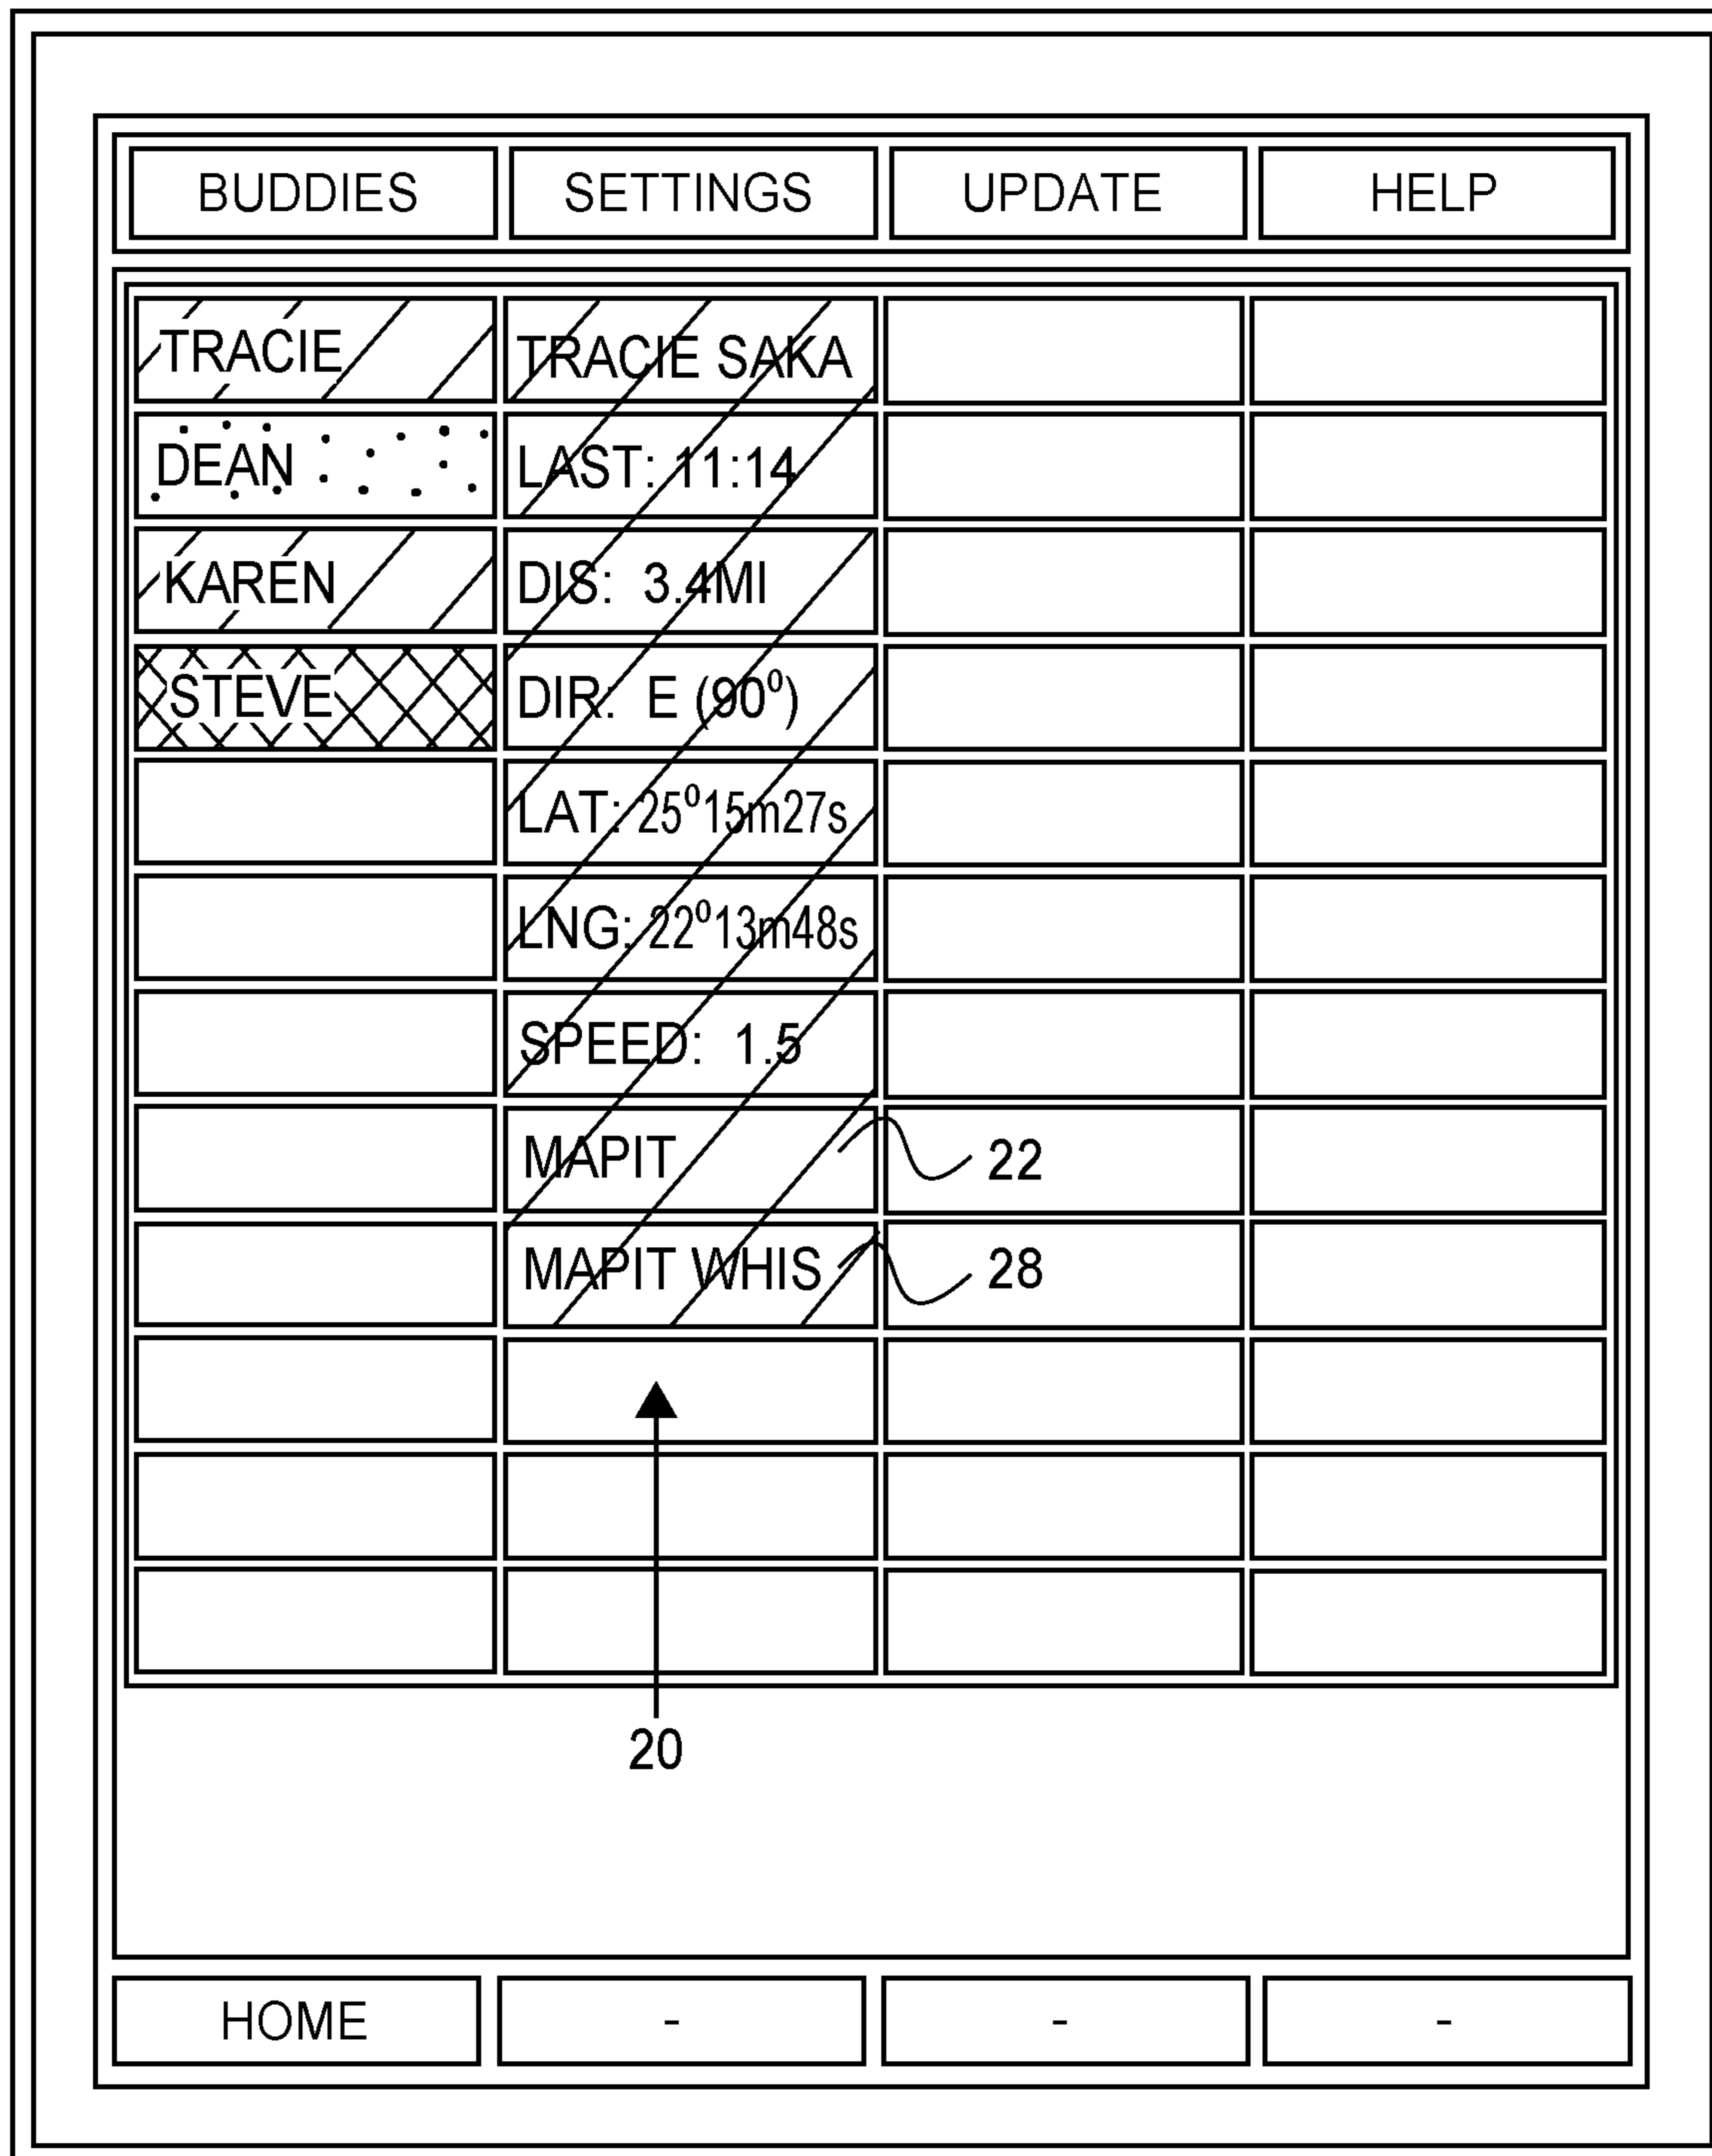 BUDDIES SETTINGS UPDATE HELP
TRACIE TRACIE SAKA
DEAN LAST: 11:14
KAREN DIS: 3.4MI
STEVE DIR: E (90⁰)
LAT: 25⁰15m27s
LNG: 22⁰13m48s
SPEED: 1.5
MAPIT 22
MAPIT WHIS 28
20
HOME - - -